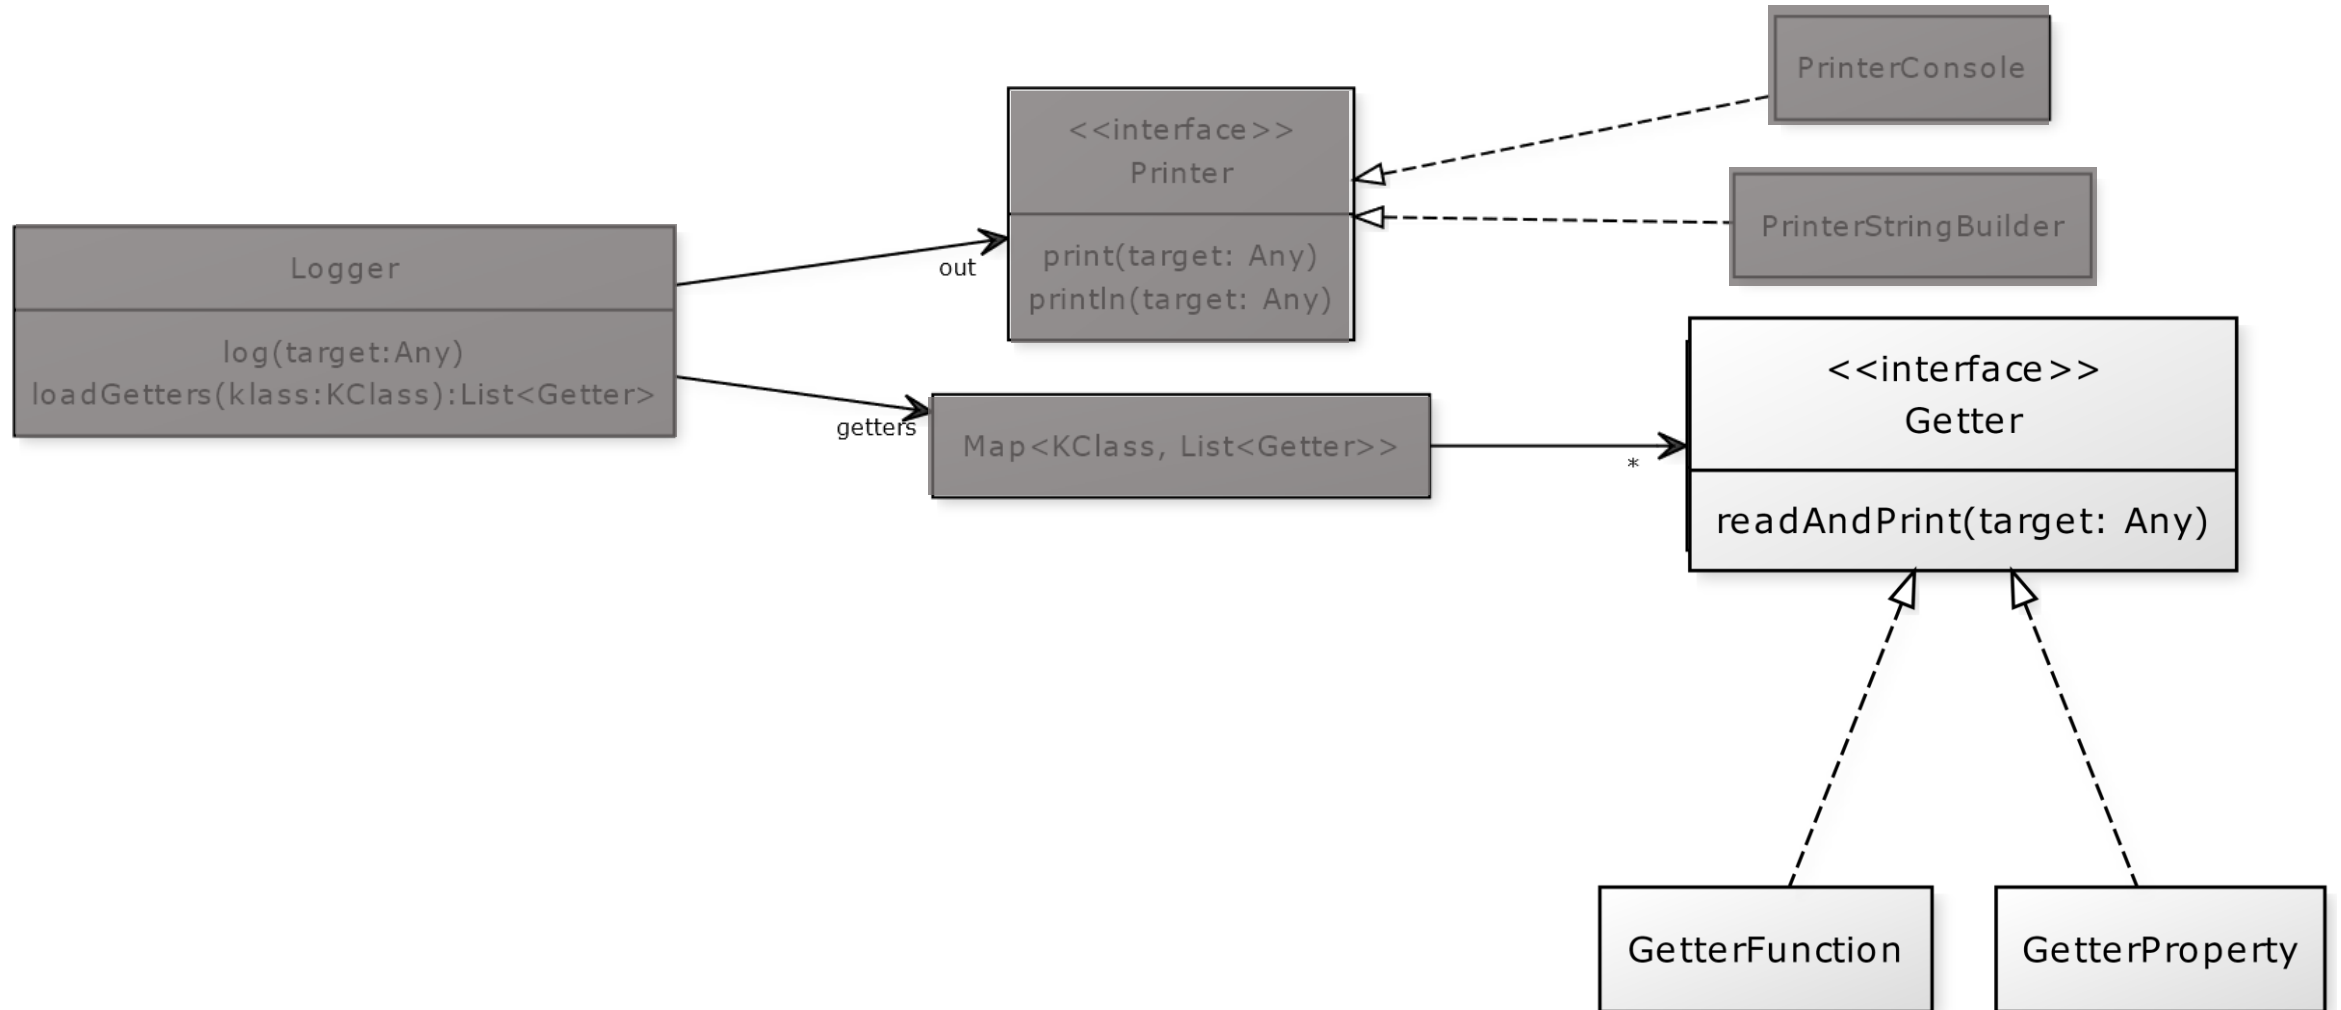 PrinterConsole
<<interface>>
Printer
print(target: Any)
println(target: Any)
PrinterStringBuilder
Logger
log(target:Any)
loadGetters(klass:KClass):List<Getter>
out
getters
Map<KClass, List<Getter>>
*
<<interface>>
Getter
readAndPrint(target: Any)
GetterFunction
GetterProperty